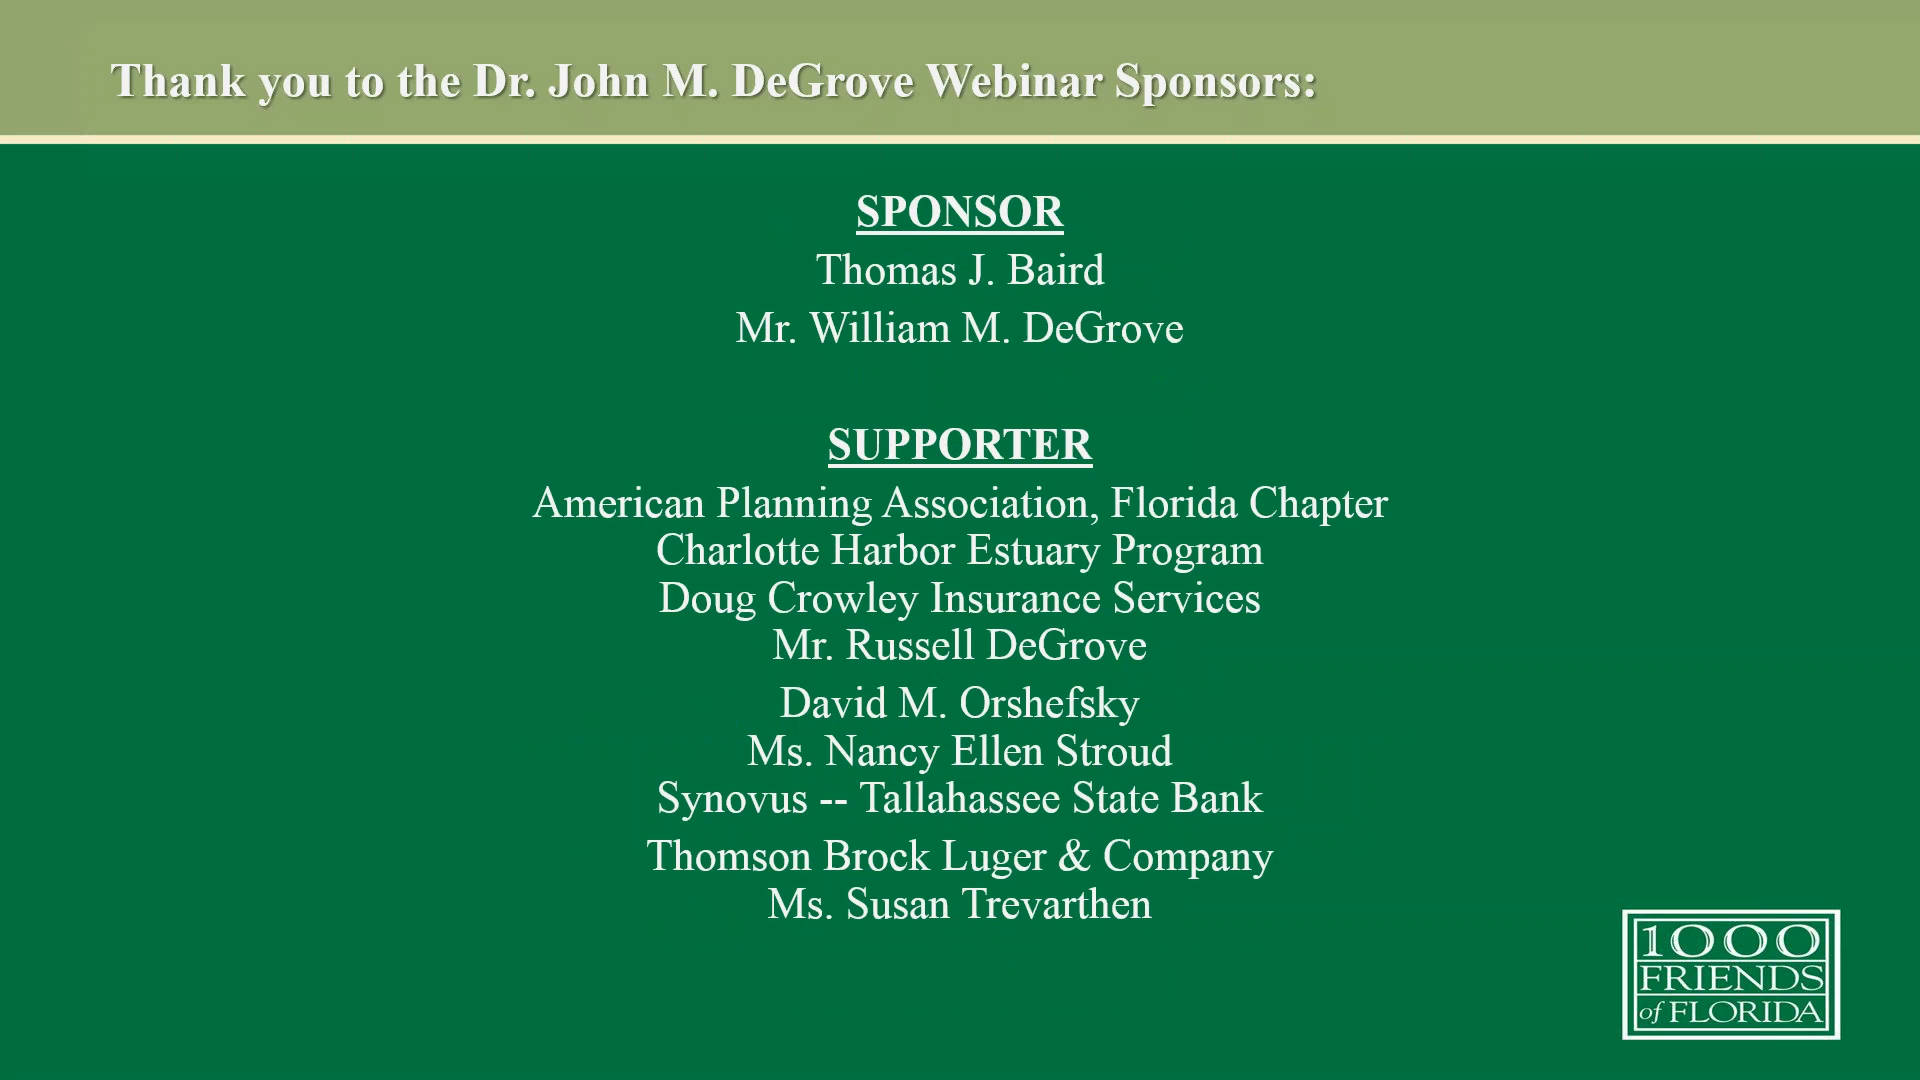 Thank you to the Dr. John M. DeGrove Webinar Sponsors:
SPONSOR
Thomas J. Baird
Mr. William M. DeGrove
SUPPORTER
American Planning Association, Florida Chapter
Charlotte Harbor Estuary Program
Doug Crowley Insurance Services
Mr. Russell DeGrove
David M. Orshefsky
Ms. Nancy Ellen Stroud
Synovus -- Tallahassee State Bank
Thomson Brock Luger & Company
Ms. Susan Trevarthen
1000
FRIENDS
of FLORIDA